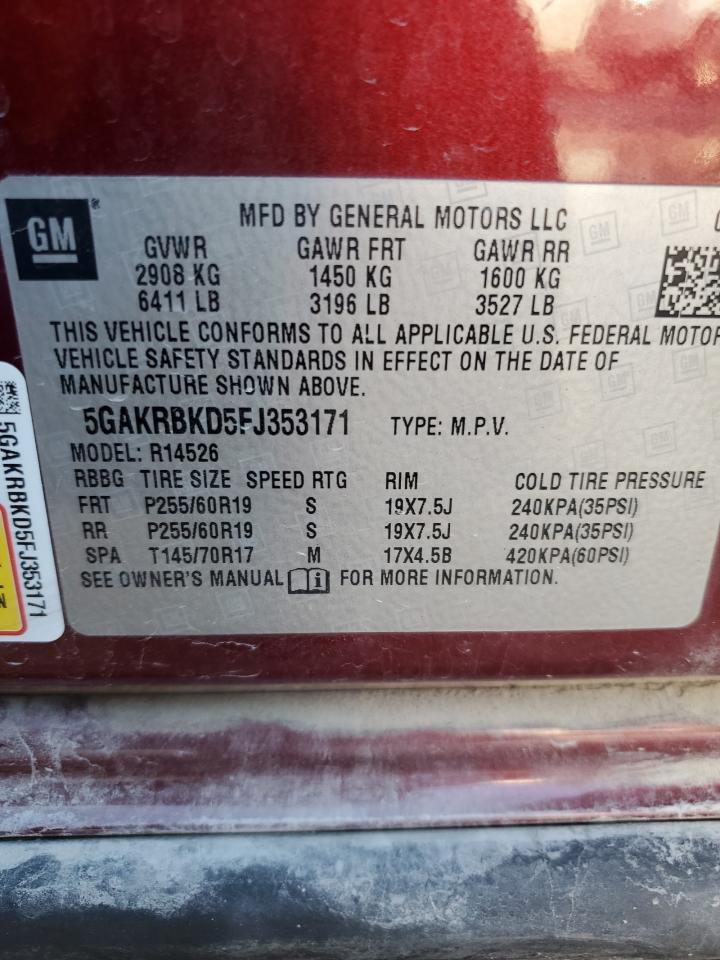 GM®
MFD BY GENERAL MOTORS LLC
GVWR GAWR FRT GAWR RR
2908 KG 1450 KG 1600 KG
6411 LB 3196 LB 3527 LB
THIS VEHICLE CONFORMS TO ALL APPLICABLE U.S. FEDERAL MOTOR
VEHICLE SAFETY STANDARDS IN EFFECT ON THE DATE OF
MANUFACTURE SHOWN ABOVE.
5GAKRBKD5FJ353171 TYPE: M.P.V.
MODEL: R14526
RBBG TIRE SIZE SPEED RTG RIM COLD TIRE PRESSURE
FRT P255/60R19 S 19X7.5J 240KPA(35PSI)
RR P255/60R19 S 19X7.5J 240KPA(35PSI)
SPA T145/70R17 M 17X4.5B 420KPA(60PSI)
SEE OWNER'S MANUAL i FOR MORE INFORMATION.
5GAKRBKD5FJ353171